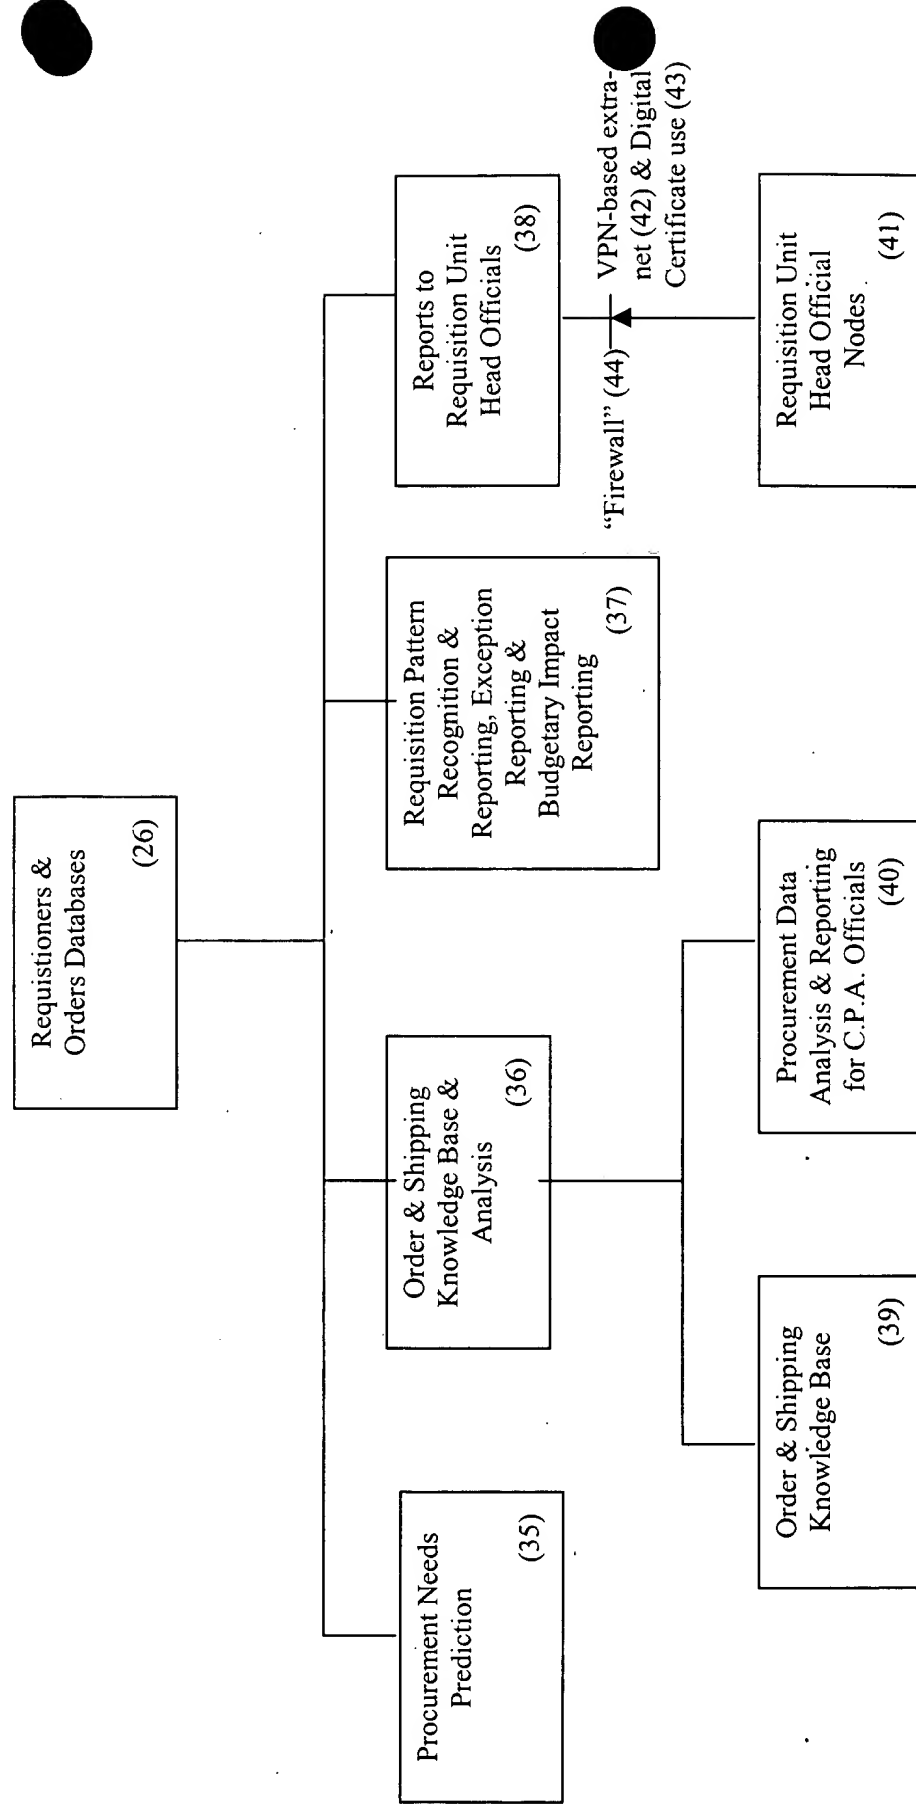 Requistioners &
Orders Databases
(26)
Procurement Needs
Prediction
(35)
Order & Shipping
Knowledge Base &
Analysis
(36)
Requisition Pattern
Recognition &
Reporting, Exception
Reporting &
Budgetary Impact
Reporting
(37)
Reports to
Requisition Unit
Head Officials
(38)
"Firewall" (44)
VPN-based extra-
net (42) & Digital
Certificate use (43)
Order & Shipping
Knowledge Base
(39)
Procurement Data
Analysis & Reporting
for C.P.A. Officials
(40)
Requisition Unit
Head Official
Nodes
(41)